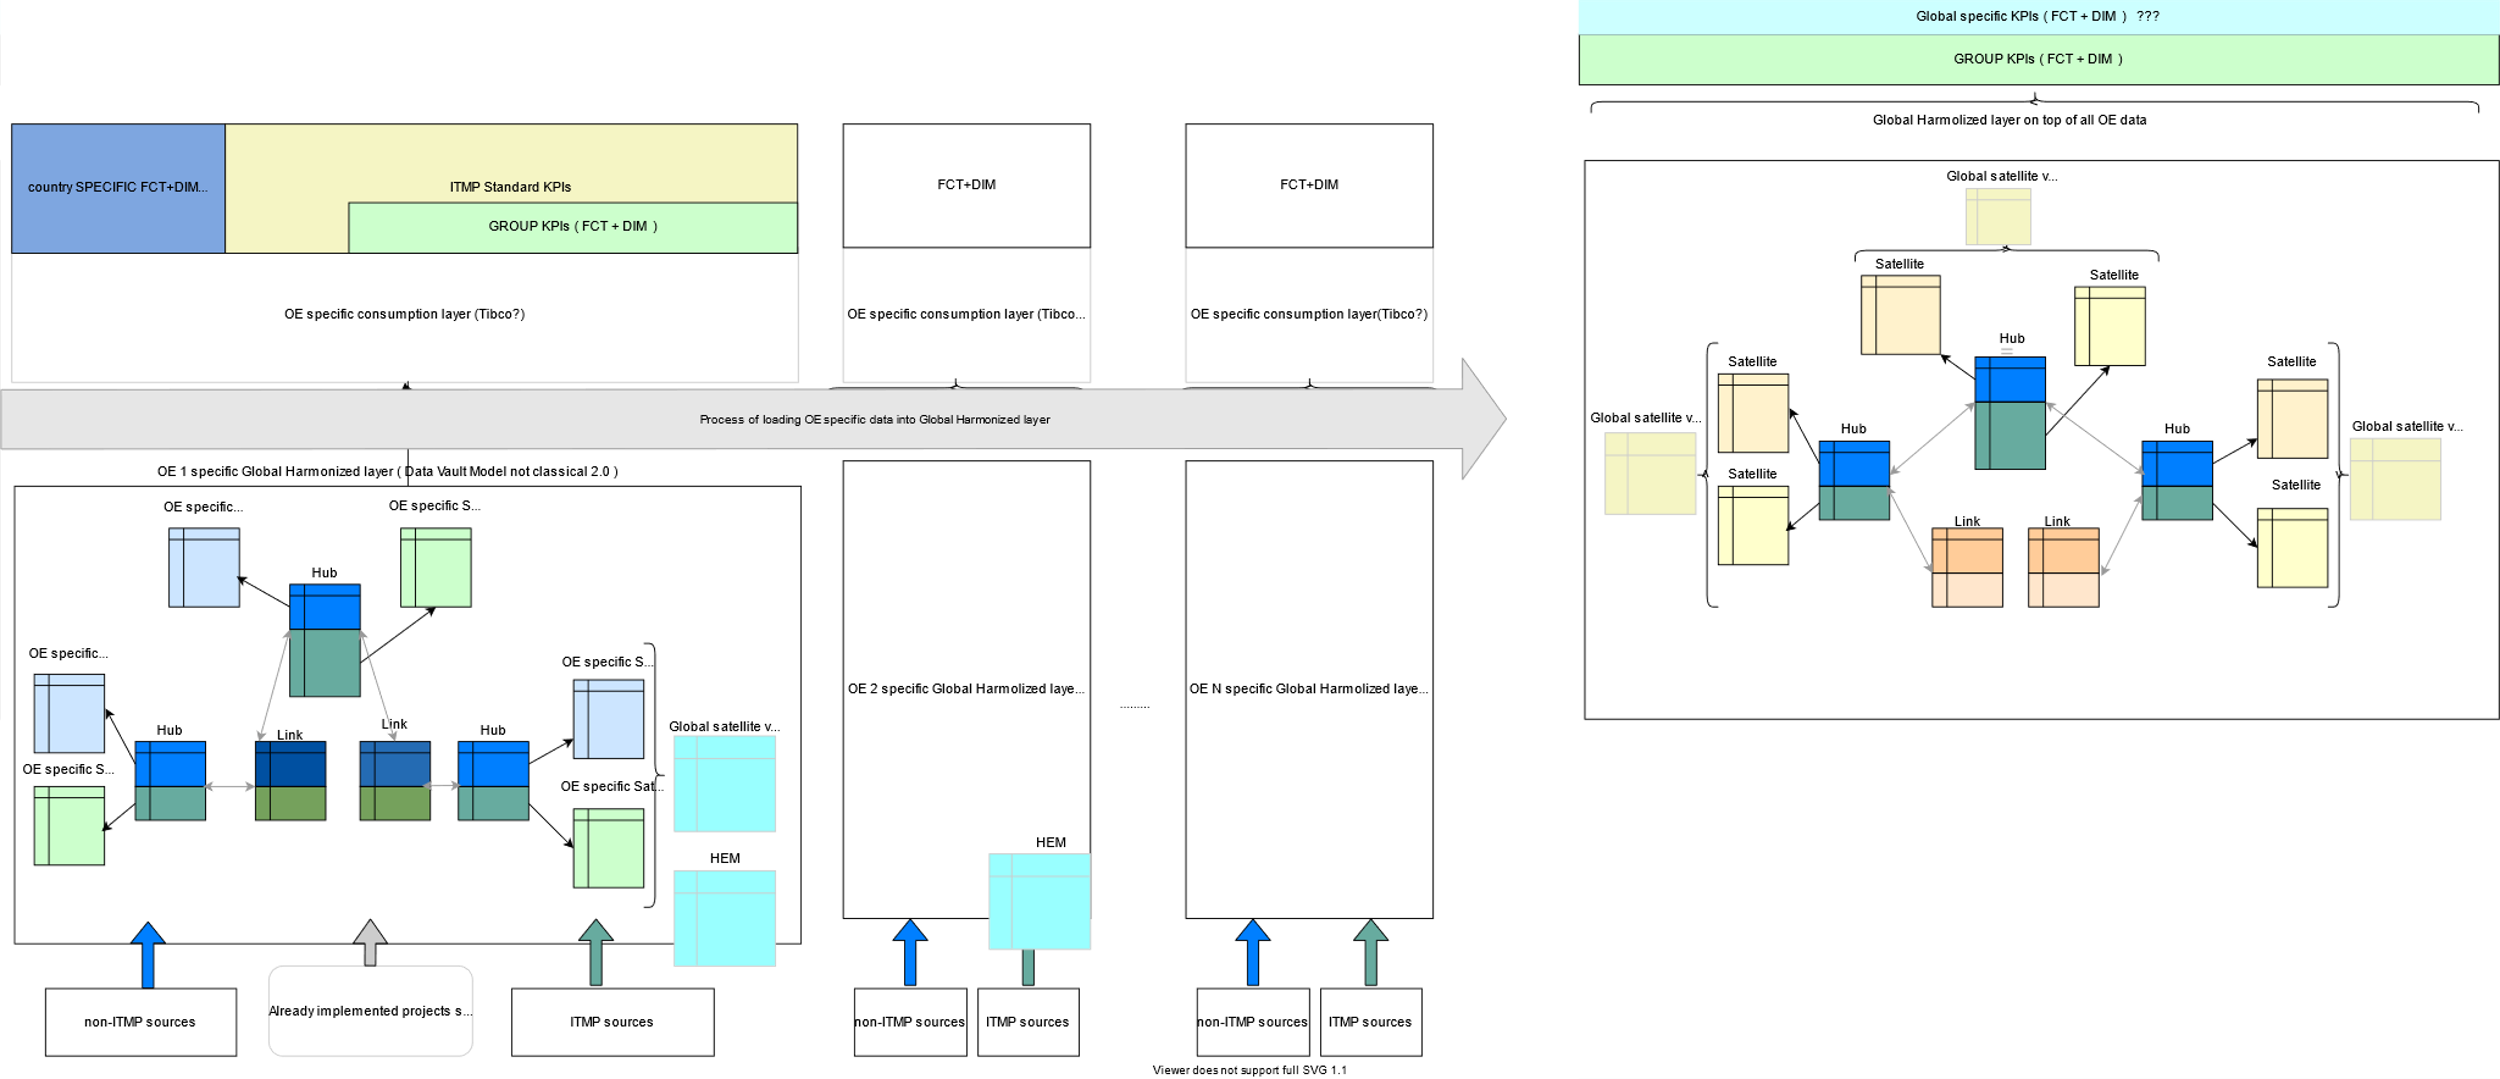 Global specific KPIs ( FCT + DIM ) ???
GROUP KPIs ( FCT + DIM )
Global Harmolized layer on top of all OE data
country SPECIFIC FCT+DIM...
ITMP Standard KPIs
GROUP KPIs ( FCT + DIM )
FCT+DIM
FCT+DIM
OE specific consumption layer (Tibco?)
OE specific consumption layer (Tibco...
OE specific consumption layer(Tibco?)
Process of loading OE specific data into Global Harmonized layer
OE 1 specific Global Harmonized layer ( Data Vault Model not classical 2.0 )
OE specific...
OE specific S...
Hub
OE specific...
OE specific S...
Hub
Link
Link
Hub
OE specific S...
OE specific Sat...
Global satellite v...
HEM
OE 2 specific Global Harmolized laye...
HEM
.........
OE N specific Global Harmolized laye...
non-ITMP sources
Already implemented projects s...
ITMP sources
non-ITMP sources
ITMP sources
non-ITMP sources
ITMP sources
Global satellite v...
Satellite
Satellite
Hub
Satellite
Satellite
Global satellite v...
Hub
Hub
Satellite
Global satellite v...
Satellite
Link
Link
Viewer does not support full SVG 1.1